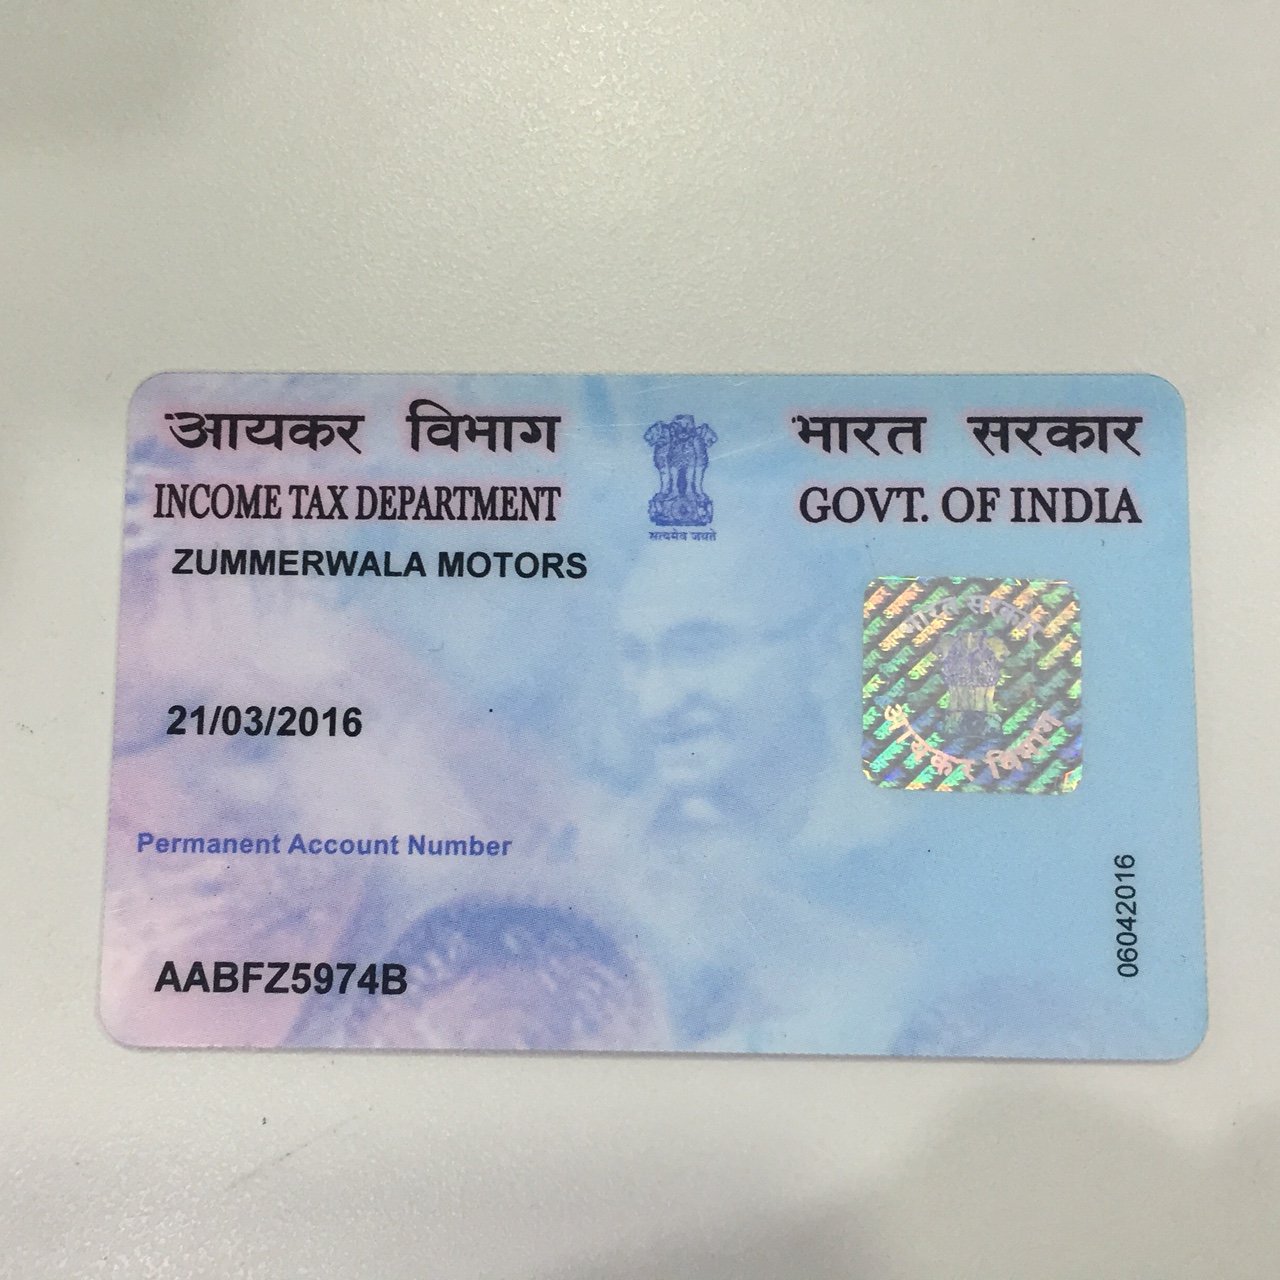 आयकर विभाग भारत सरकार
INCOME TAX DEPARTMENT GOVT. OF INDIA
सत्यमेव जयते
ZUMMERWALA MOTORS
21/03/2016
Permanent Account Number
AABFZ5974B
06042016